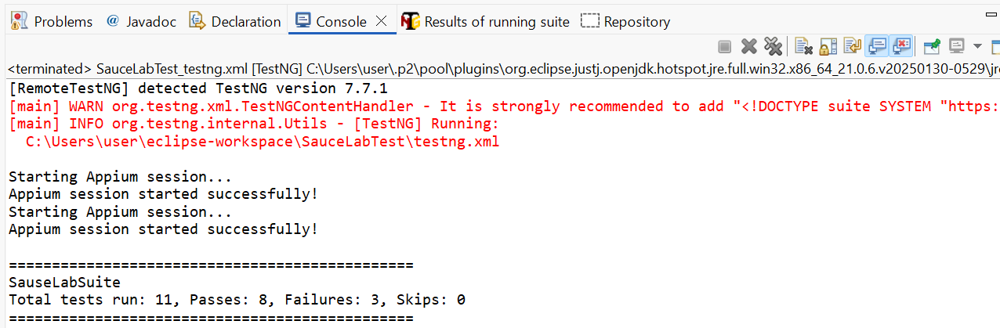 Problems @ Javadoc Declaration Console Results of running suite Repository
<terminated> SauceLabTest_testng.xml [TestNG] C:\Users\user\.p2\pool\plugins\org.eclipse.justj.openjdk.hotspot.jre.full.win32.x86_64_21.0.6.v20250130-0529\jre
[RemoteTestNG] detected TestNG version 7.7.1
[main] WARN org.testng.xml.TestNGContentHandler - It is strongly recommended to add "<!DOCTYPE suite SYSTEM "https:
[main] INFO org.testng.internal.Utils - [TestNG] Running:
C:\Users\user\eclipse-workspace\SauceLabTest\testng.xml
Starting Appium session...
Appium session started successfully!
Starting Appium session...
Appium session started successfully!
===============================================
SauseLabSuite
Total tests run: 11, Passes: 8, Failures: 3, Skips: 0
===============================================